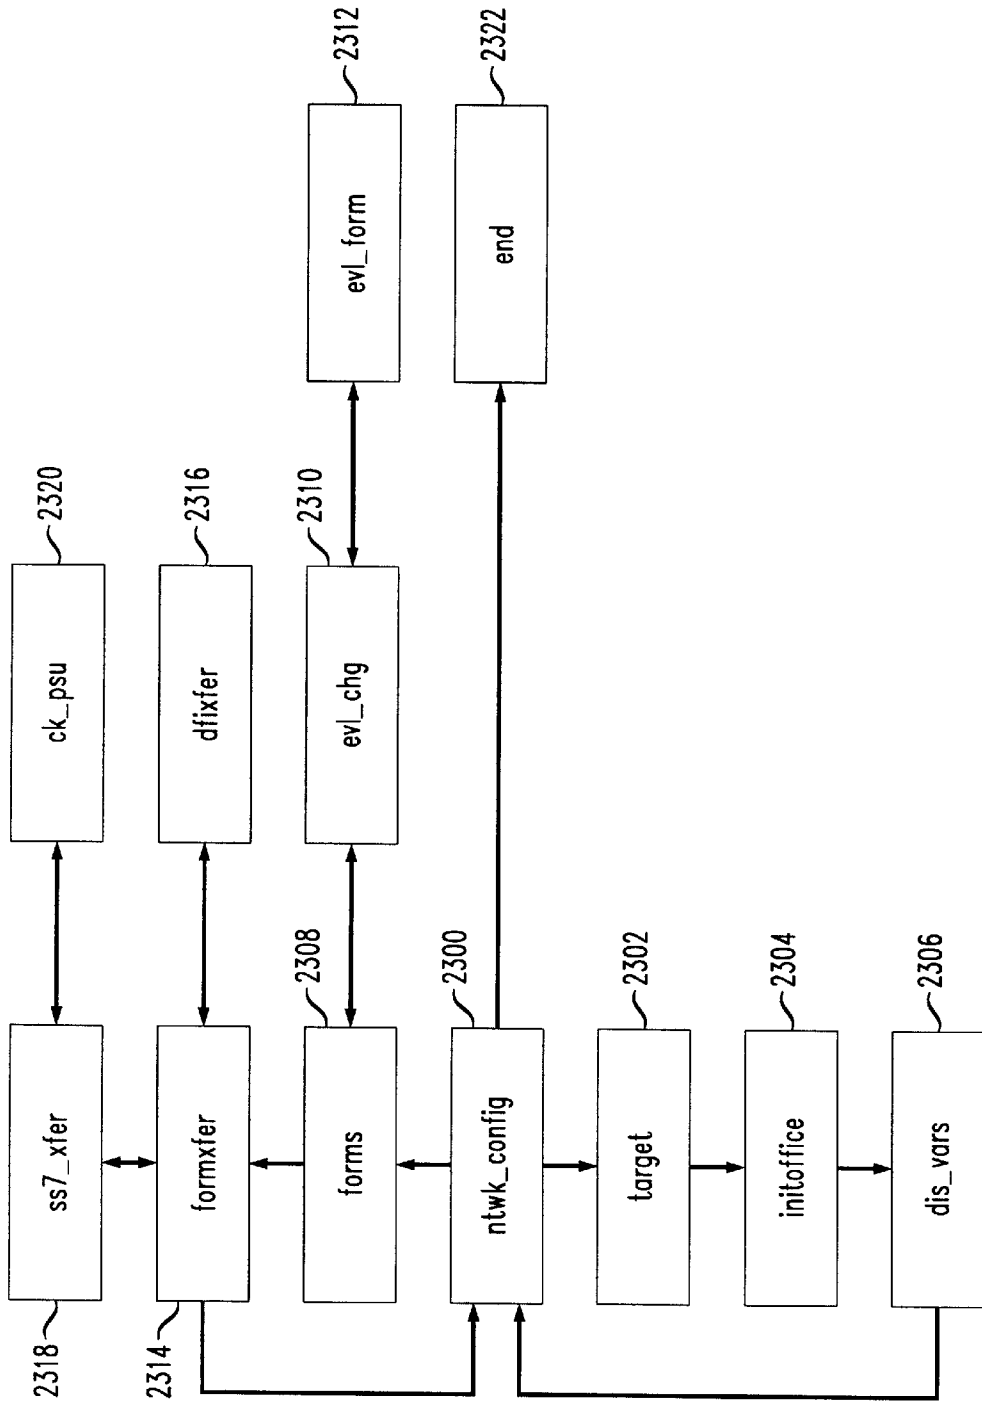 2318
ss7_xfer
ck_psu
2320
2314
formxfer
dfixfer
2316
forms
2308
evl_chg
2310
evl_form
2312
ntwk_config
2300
end
2322
target
2302
initoffice
2304
dis_vars
2306